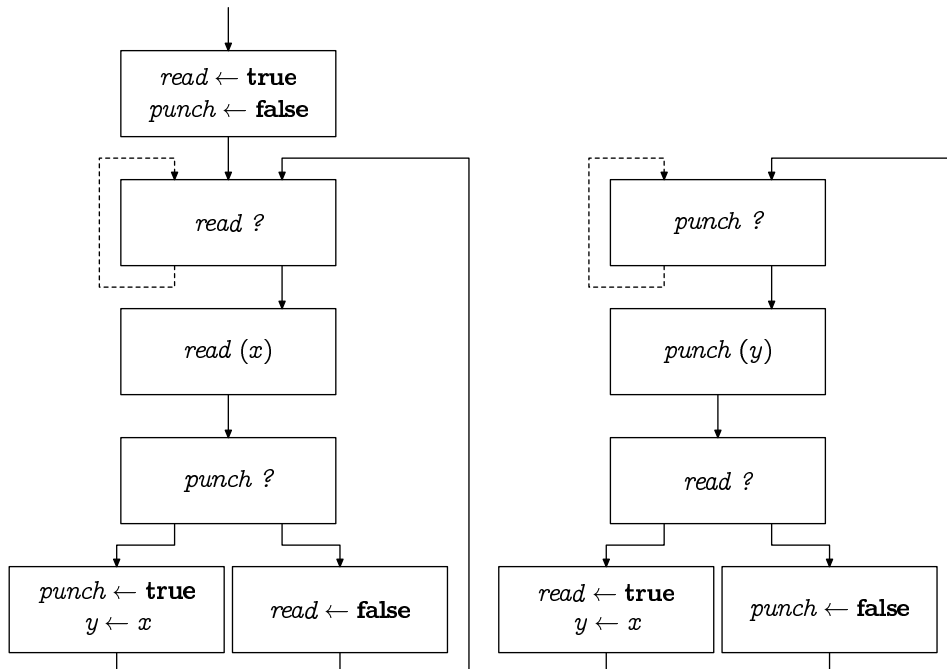 read ← true
punch ← false
read ?
read (x)
punch ?
punch ← true
y ← x
read ← false
punch ?
punch (y)
read ?
read ← true
y ← x
punch ← false